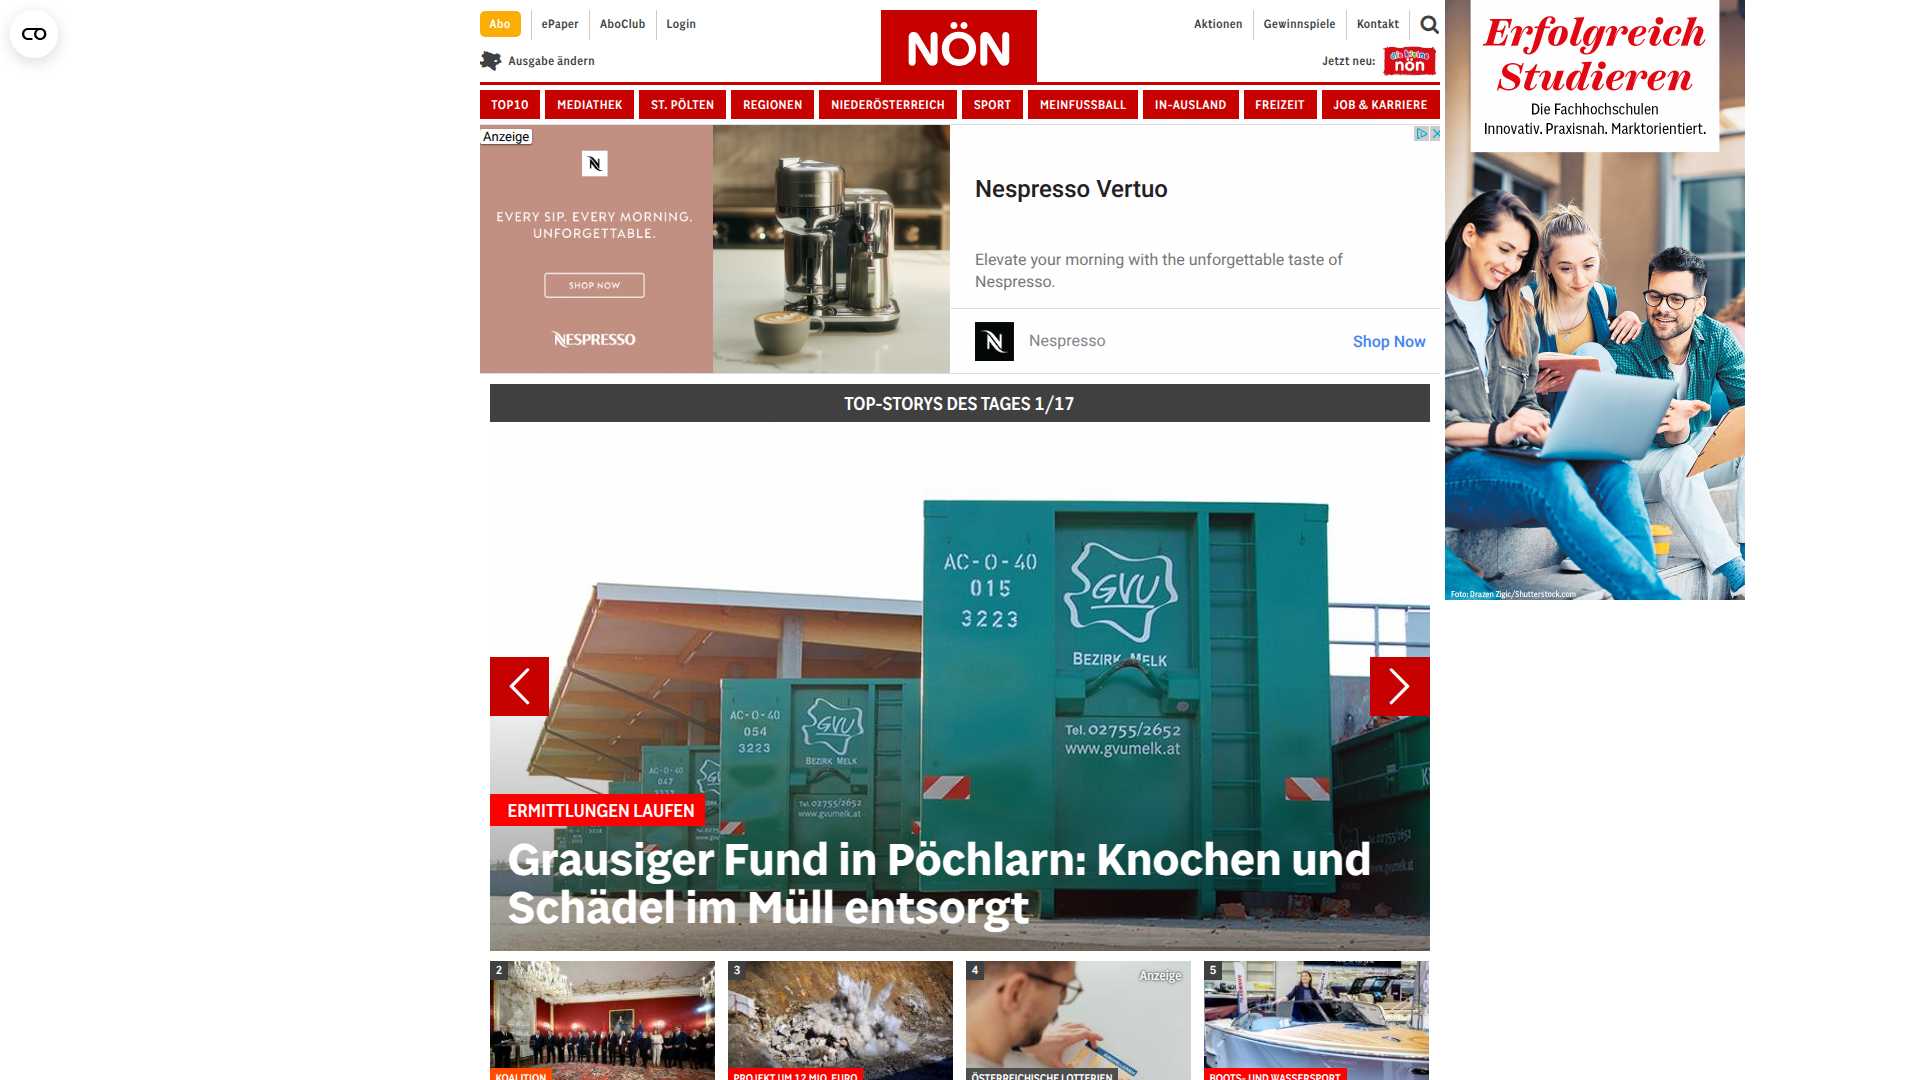 Abo
ePaper
AboClub
Login
Aktionen
Gewinnspiele
Kontakt
Ausgabe ändern
NÖN
Jetzt neu:
die kleine
nön
TOP10
MEDIATHEK
ST. PÖLTEN
REGIONEN
NIEDERÖSTERREICH
SPORT
MEINFUSSBALL
IN-AUSLAND
FREIZEIT
JOB & KARRIERE
Erfolgreich
Studieren
Die Fachhochschulen
Innovativ. Praxisnah. Marktorientiert.
Foto: Drazen Zigic/Shutterstock.com
Anzeige
EVERY SIP. EVERY MORNING.
UNFORGETTABLE.
SHOP NOW
NESPRESSO
Nespresso Vertuo
Elevate your morning with the unforgettable taste of
Nespresso.
Nespresso
Shop Now
TOP-STORYS DES TAGES 1/17
AC-O-40
015
3223
GVU
BEZIRK MELK
Tel. 02755/2652
www.gvumelk.at
AC-O-40
054
3223
GVU
BEZIRK MELK
Tel. 02755/2652
www.gvumelk.at
AC-O-40
047
ERMITTLUNGEN LAUFEN
Grausiger Fund in Pöchlarn: Knochen und
Schädel im Müll entsorgt
2
KOALITION
3
PROJEKT UM 12 MIO. EURO
4
Anzeige
ÖSTERREICHISCHE LOTTERIEN
5
BOOTS- UND WASSERSPORT